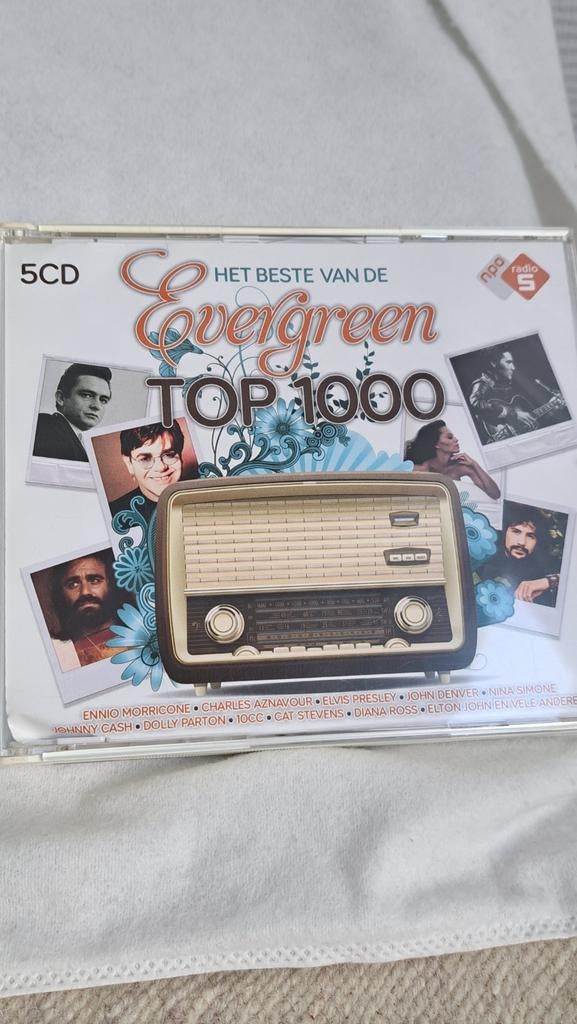 5CD
HET BESTE VAN DE
npo radio 5
Evergreen
TOP 1000
ENNIO MORRICONE • CHARLES AZNAVOUR • ELVIS PRESLEY • JOHN DENVER • NINA SIMONE
JOHNNY CASH • DOLLY PARTON • 10CC • CAT STEVENS • DIANA ROSS • ELTON JOHN EN VELE ANDERE